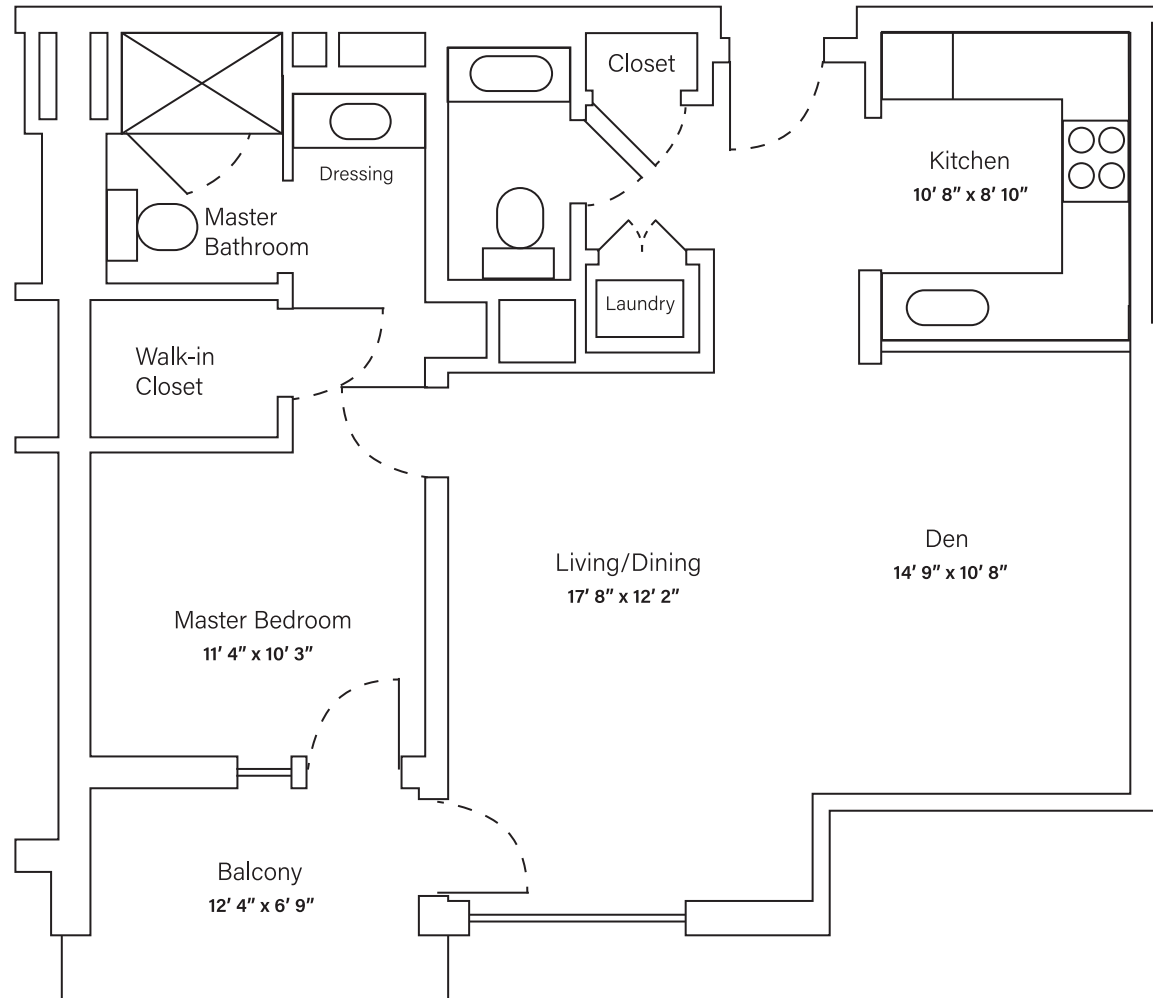 Closet
Kitchen
10’ 8” x 8’ 10”
Dressing
Master
Bathroom
Laundry
Walk-in
Closet
Living/Dining
17’ 8” x 12’ 2”
Den
14’ 9” x 10’ 8”
Master Bedroom
11’ 4” x 10’ 3”
Balcony
12’ 4” x 6’ 9”